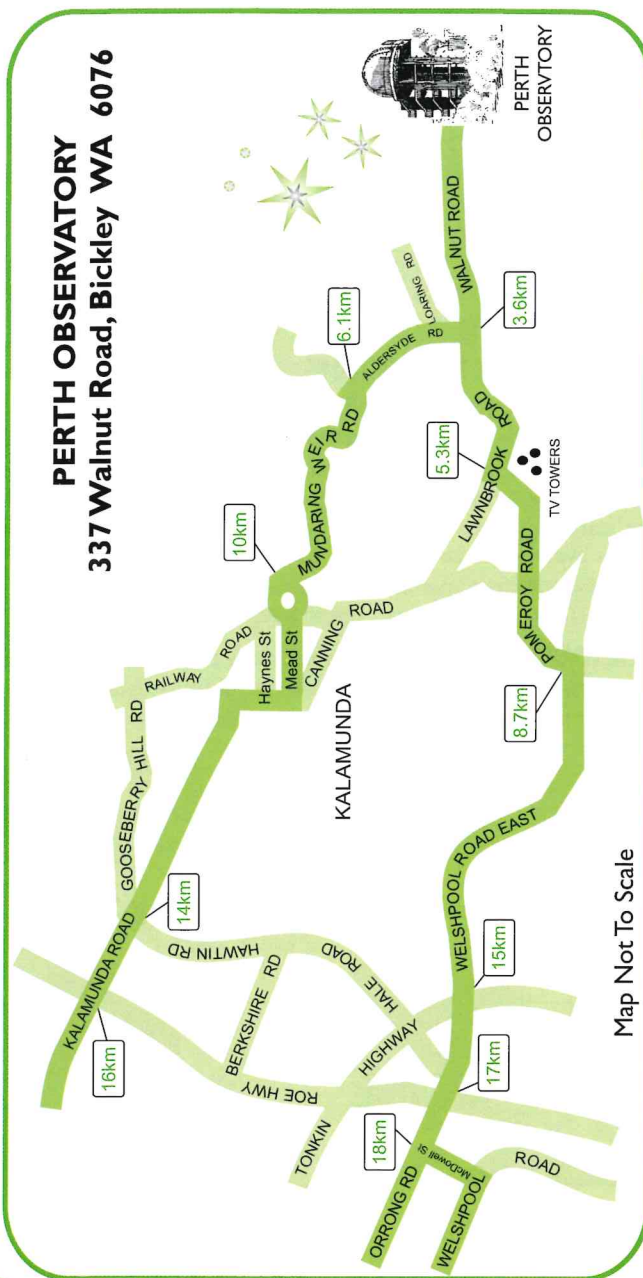 PERTH OBSERVATORY
337 Walnut Road, Bickley WA 6076
PERTH
OBSERVTORY
WALNUT ROAD
LOARING RD
ALDERSYDE RD
6.1km
3.6km
MUNDARING WEIR RD
10km
5.3km
LAWNBROOK ROAD
TV TOWERS
POMEROY ROAD
8.7km
RAILWAY ROAD
Haynes St
Mead St
CANNING ROAD
KALAMUNDA
GOOSEBERRY HILL RD
KALAMUNDA ROAD
14km
16km
HAWTIN RD
BERKSHIRE RD
HALE ROAD
ROE HWY
TONKIN HIGHWAY
WELSHPOOL ROAD EAST
15km
17km
18km
McDowell St
ORRONG RD
WELSHPOOL ROAD
Map Not To Scale